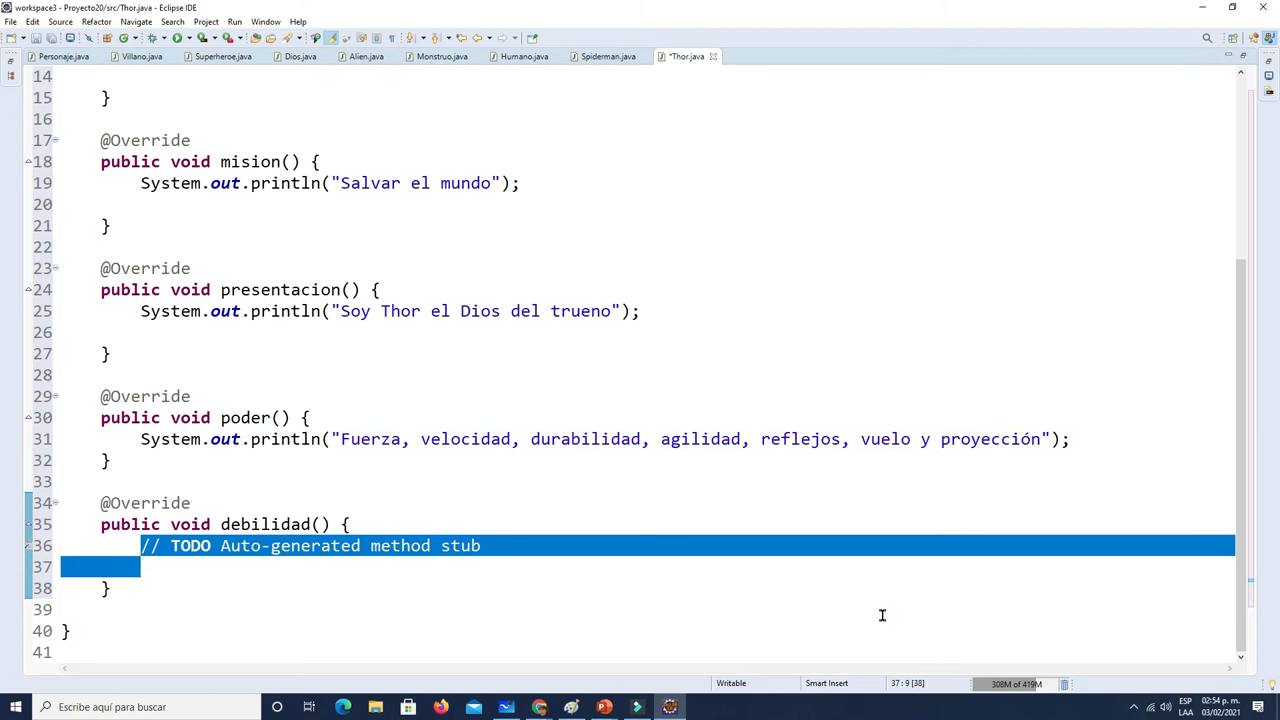 workspace3 - Proyecto20/src/Thor.java - Eclipse IDE
File Edit Source Refactor Navigate Search Project Run Window Help
Personaje.java Villano.java Superheroe.java Dios.java Alien.java Monstruo.java Humano.java Spiderman.java *Thor.java
14
15 }
16
17 @Override
18 public void mision() {
19 System.out.println("Salvar el mundo");
20
21 }
22
23 @Override
24 public void presentacion() {
25 System.out.println("Soy Thor el Dios del trueno");
26
27 }
28
29 @Override
30 public void poder() {
31 System.out.println("Fuerza, velocidad, durabilidad, agilidad, reflejos, vuelo y proyección");
32 }
33
34 @Override
35 public void debilidad() {
36 // TODO Auto-generated method stub
37
38 }
39
40 }
41
Writable Smart Insert 37 : 9 [38] 308M of 419M
Escribe aquí para buscar
ESP 02:54 p. m.
LAA 03/02/2021